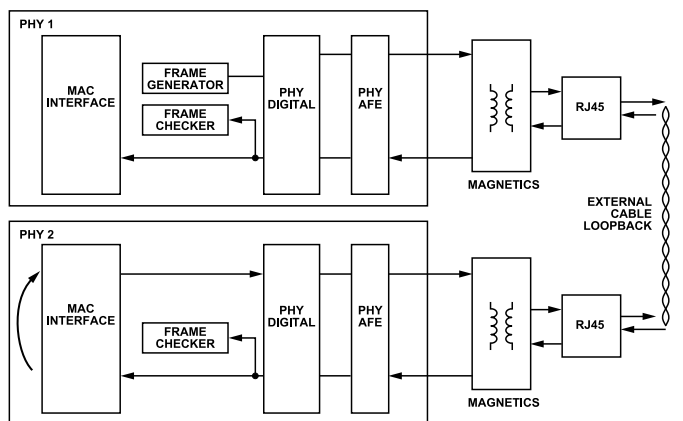 PHY 1
MAC
INTERFACE
FRAME
GENERATOR
FRAME
CHECKER
PHY
DIGITAL
PHY
AFE
MAGNETICS
RJ45
EXTERNAL
CABLE
LOOPBACK
PHY 2
MAC
INTERFACE
FRAME
CHECKER
PHY
DIGITAL
PHY
AFE
MAGNETICS
RJ45